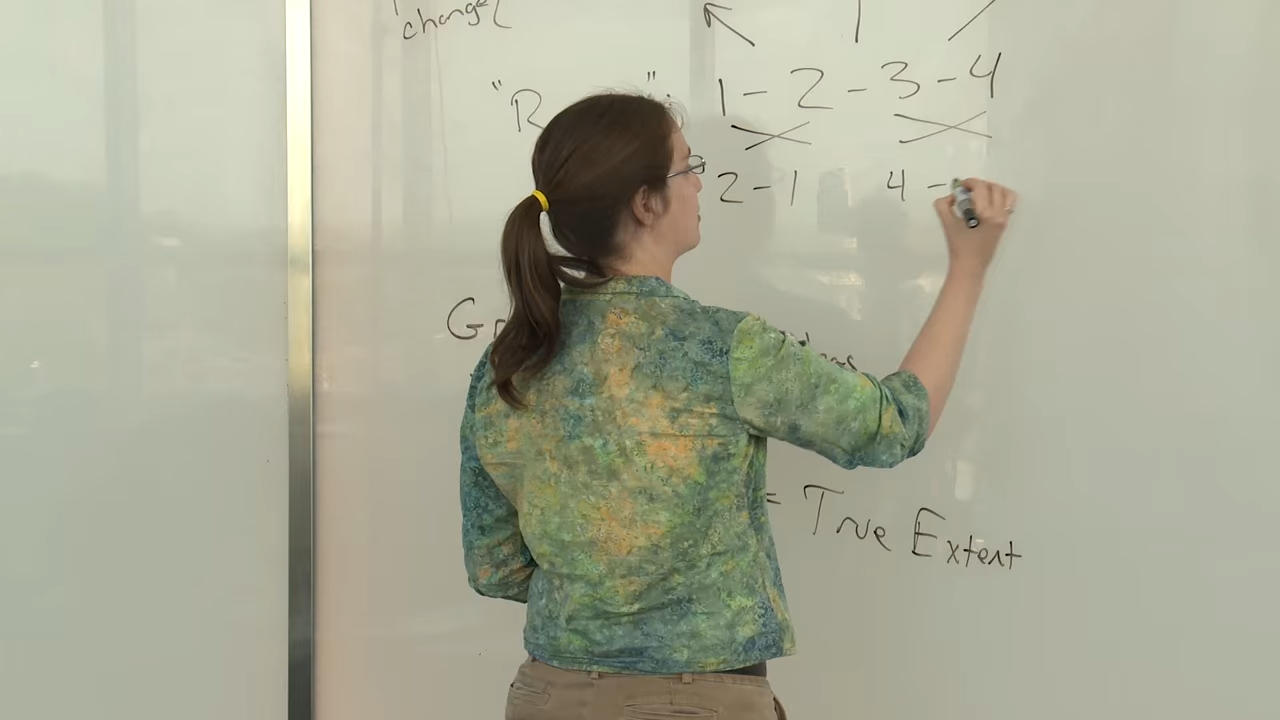 change
"R ":
1 - 2 - 3 - 4
2 - 1 4 -
= True Extent